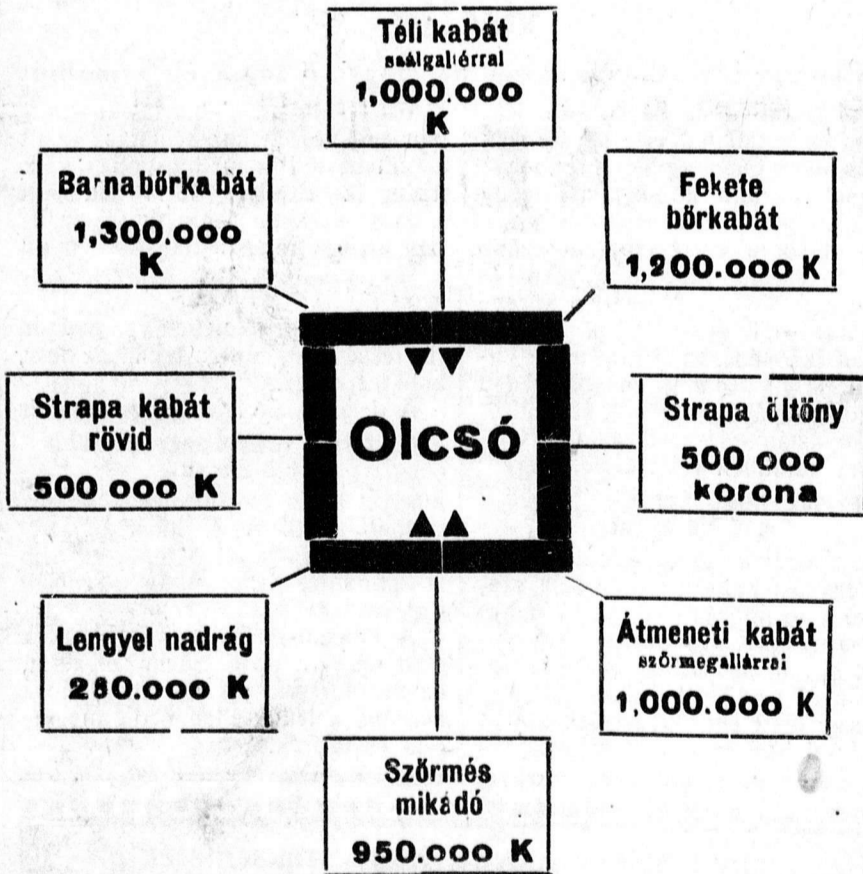 Téli kabát
saálgaliérral
1,000.000
K
Barna bőrkabát
1,300.000
K
Fekete
bőrkabát
1,200.000 K
Strapa kabát
rövid
500 000 K
Olcsó
Strapa öltöny
500 000
korona
Lengyel nadrág
280.000 K
Átmeneti kabát
szőrmegallérral
1,000.000 K
Szőrmés
mikádó
950.000 K